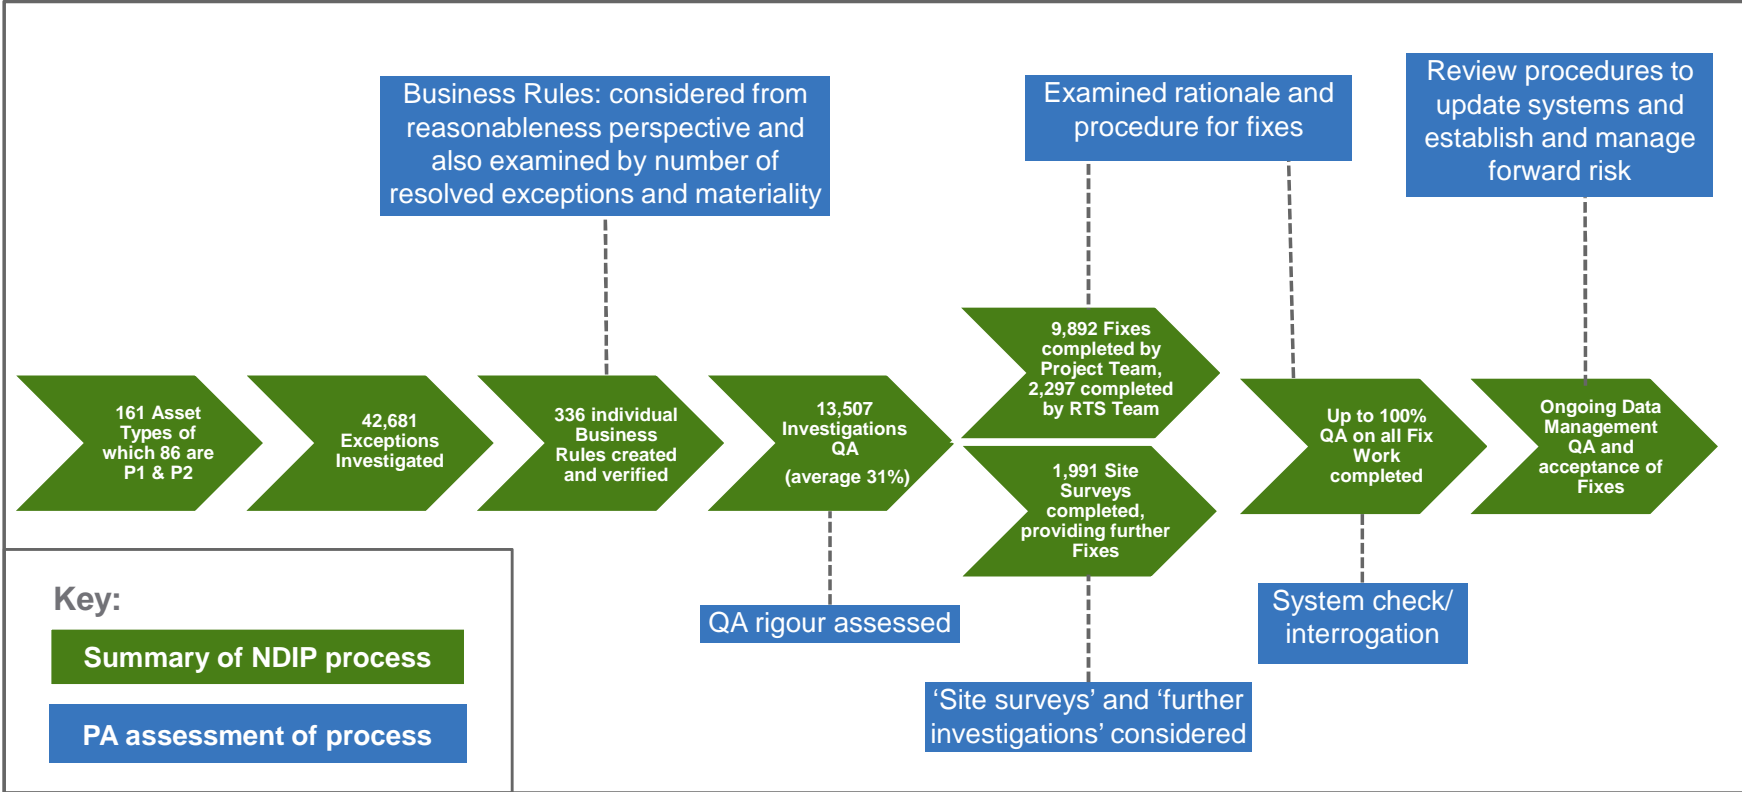 Business Rules: considered from
reasonableness perspective and
also examined by number of
resolved exceptions and materiality
Examined rationale and
procedure for fixes
Review procedures to
update systems and
establish and manage
forward risk
161 Asset
Types of
which 86 are
P1 & P2
42,681
Exceptions
Investigated
336 individual
Business
Rules created
and verified
13,507
Investigations
QA
(average 31%)
9,892 Fixes
completed by
Project Team,
2,297 completed
by RTS Team
1,991 Site
Surveys
completed,
providing further
Fixes
Up to 100%
QA on all Fix
Work
completed
Ongoing Data
Management
QA and
acceptance of
Fixes
QA rigour assessed
‘Site surveys’ and ‘further
investigations’ considered
System check/
interrogation
Key:
Summary of NDIP process
PA assessment of process